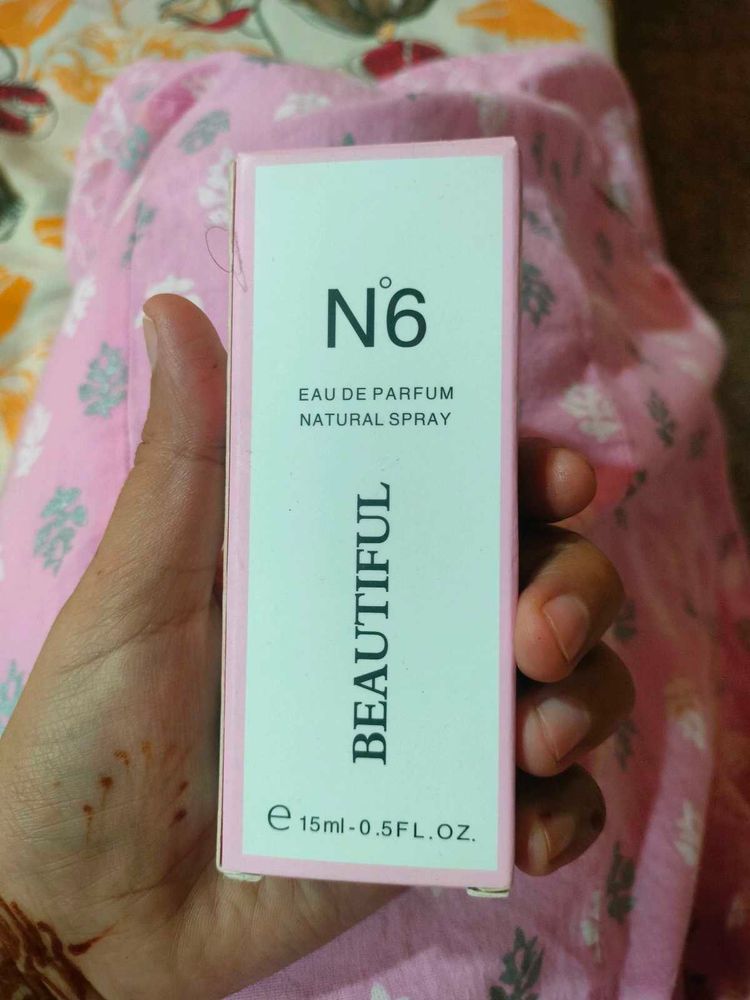 N°6
EAU DE PARFUM
NATURAL SPRAY
BEAUTIFUL
e 15ml-0.5FL.OZ.